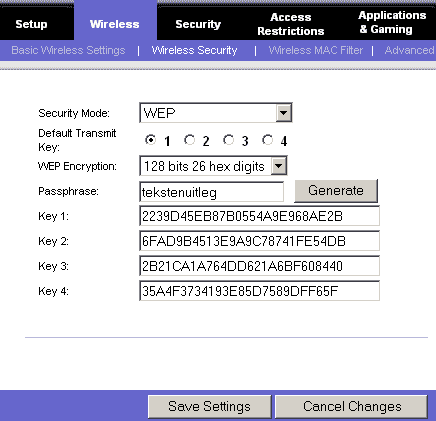 Setup Wireless Security Access Restrictions Applications & Gaming
Basic Wireless Settings | Wireless Security | Wireless MAC Filter | Advanced
Security Mode: WEP
Default Transmit Key: 1 2 3 4
WEP Encryption: 128 bits 26 hex digits
Passphrase: tekstenuitleg Generate
Key 1: 2239D45EB87B0554A9E968AE2B
Key 2: 6FAD9B4513E9A9C78741FE54DB
Key 3: 2B21CA1A764DD621A6BF608440
Key 4: 35A4F3734193E85D7589DFF65F
Save Settings Cancel Changes